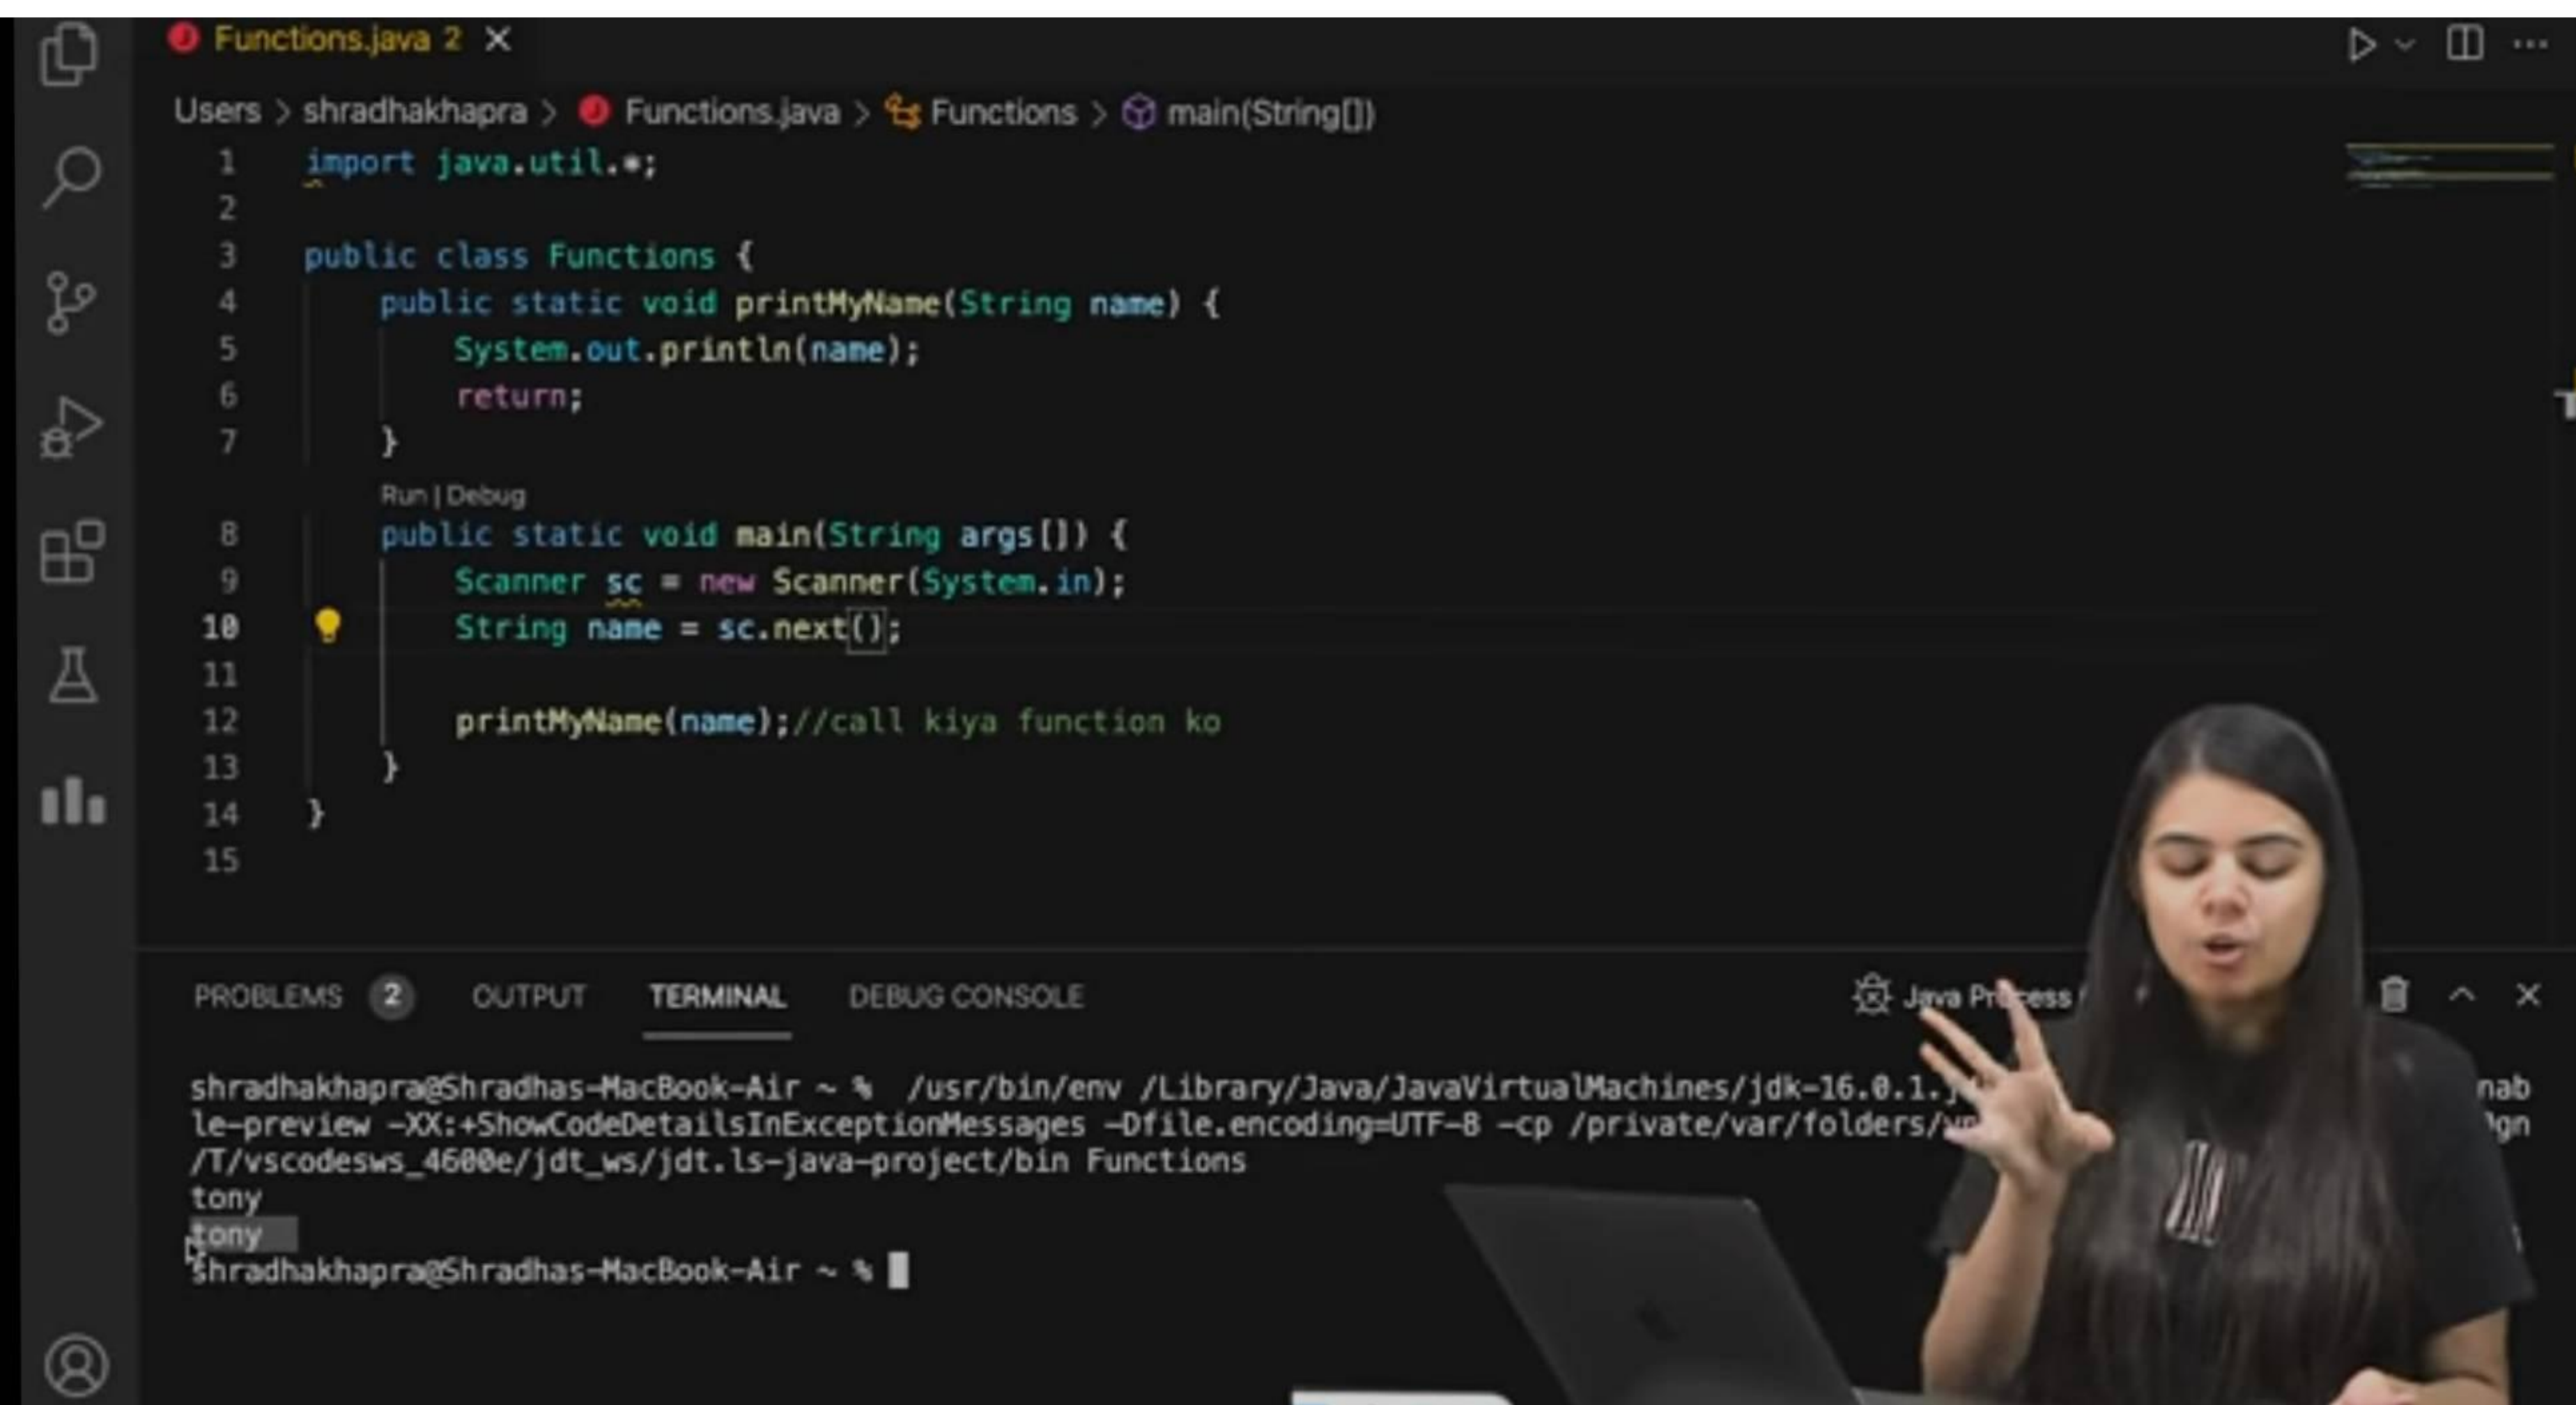 Functions.java 2
Users > shradhakhapra > Functions.java > Functions > main(String[])
1 import java.util.*;
2
3 public class Functions {
4 public static void printMyName(String name) {
5 System.out.println(name);
6 return;
7 }
Run | Debug
8 public static void main(String args[]) {
9 Scanner sc = new Scanner(System.in);
10 String name = sc.next();
11
12 printMyName(name);//call kiya function ko
13 }
14 }
15
PROBLEMS 2 OUTPUT TERMINAL DEBUG CONSOLE Java Process
shradhakhapra@Shradhas-MacBook-Air ~ % /usr/bin/env /Library/Java/JavaVirtualMachines/jdk-16.0.1. nab
le-preview -XX:+ShowCodeDetailsInExceptionMessages -Dfile.encoding=UTF-8 -cp /private/var/folders/
/T/vscodesws_4600e/jdt_ws/jdt.ls-java-project/bin Functions
tony
tony
shradhakhapra@Shradhas-MacBook-Air ~ %